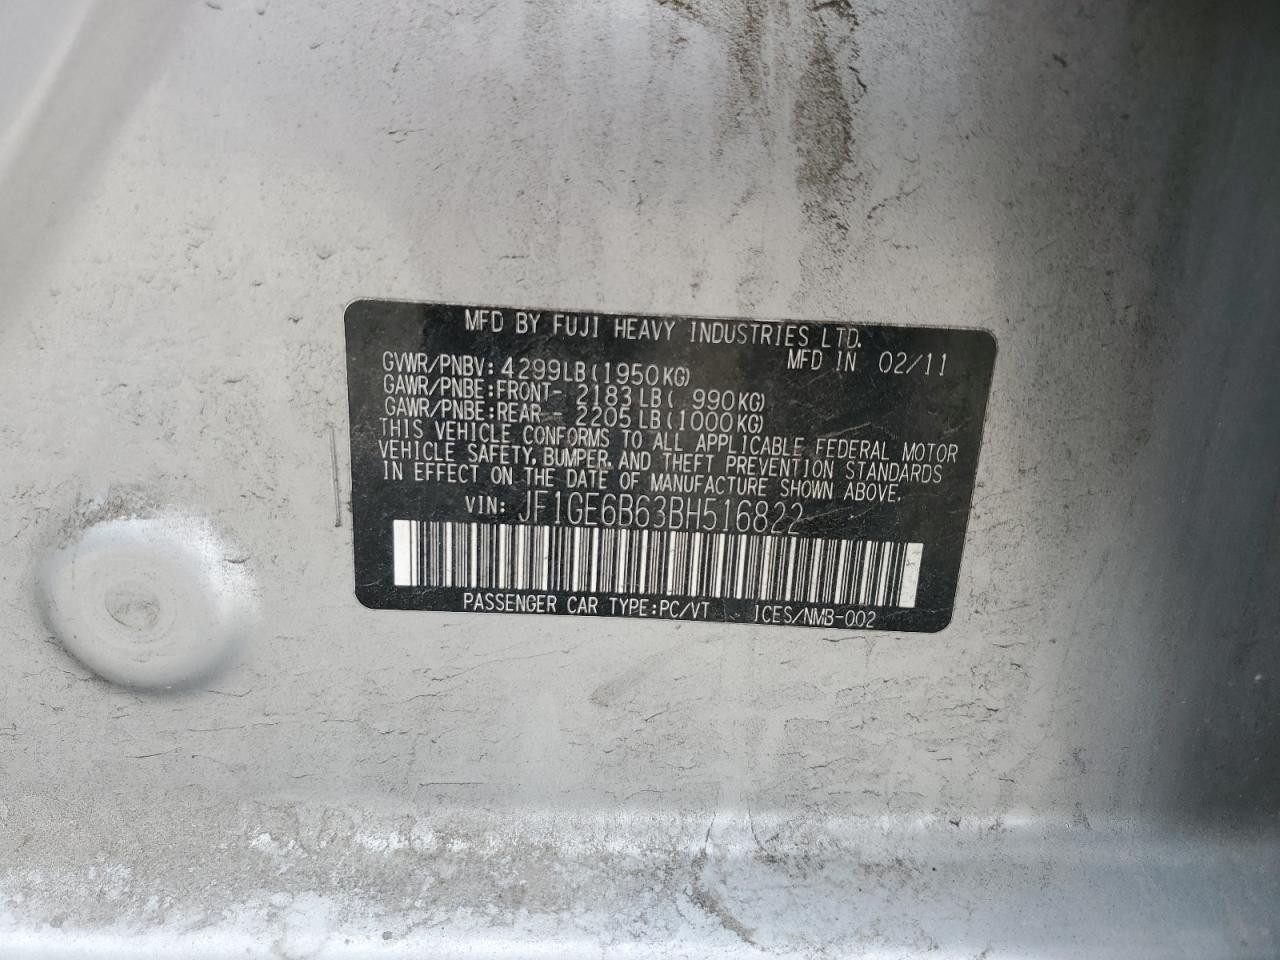 MFD BY FUJI HEAVY INDUSTRIES LTD.
MFD IN 02/11
GVWR/PNBV: 4299LB(1950KG)
GAWR/PNBE:FRONT- 2183LB( 990KG)
GAWR/PNBE:REAR - 2205LB(1000KG)
THIS VEHICLE CONFORMS TO ALL APPLICABLE FEDERAL MOTOR
VEHICLE SAFETY, BUMPER, AND THEFT PREVENTION STANDARDS
IN EFFECT ON THE DATE OF MANUFACTURE SHOWN ABOVE.
VIN: JF1GE6B63BH516822
PASSENGER CAR TYPE:PC/VT ICES/NMB-002